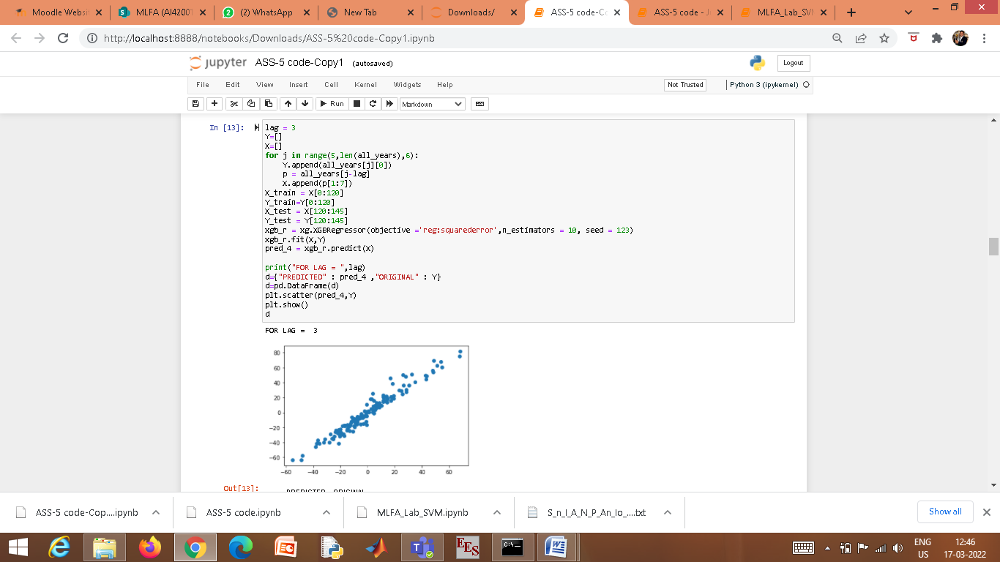 Moodle Websi
MLFA (AI42001
(2) WhatsApp
New Tab
Downloads/
ASS-5 code-Co
ASS-5 code - J
MLFA_Lab_SVM
http://localhost:8888/notebooks/Downloads/ASS-5%20code-Copy1.ipynb
jupyter ASS-5 code-Copy1 (autosaved)
Logout
File Edit View Insert Cell Kernel Widgets Help
Not Trusted
Python 3 (ipykernel)
Run
Markdown
In [13]:
lag = 3
Y=[]
X=[]
for j in range(5,len(all_years),6):
    Y.append(all_years[j][0])
    p = all_years[j-lag]
    X.append(p[1:7])
X_train = X[0:120]
Y_train=Y[0:120]
X_test = X[120:145]
Y_test = Y[120:145]
xgb_r = xg.XGBRegressor(objective ='reg:squarederror',n_estimators = 10, seed = 123)
xgb_r.fit(X,Y)
pred_4 = xgb_r.predict(X)
print("FOR LAG = ",lag)
d={"PREDICTED" : pred_4 ,"ORIGINAL" : Y}
d=pd.DataFrame(d)
plt.scatter(pred_4,Y)
plt.show()
d
FOR LAG =  3
80
60
40
20
0
−20
−40
−60
−60 −40 −20 0 20 40 60
Out[13]:
PREDICTED ORIGINAL
ASS-5 code-Cop....ipynb
ASS-5 code.ipynb
MLFA_Lab_SVM.ipynb
S_n_I_A_N_P_An_Io_....txt
Show all
EES
C:\_
ENG
US
12:46
17-03-2022